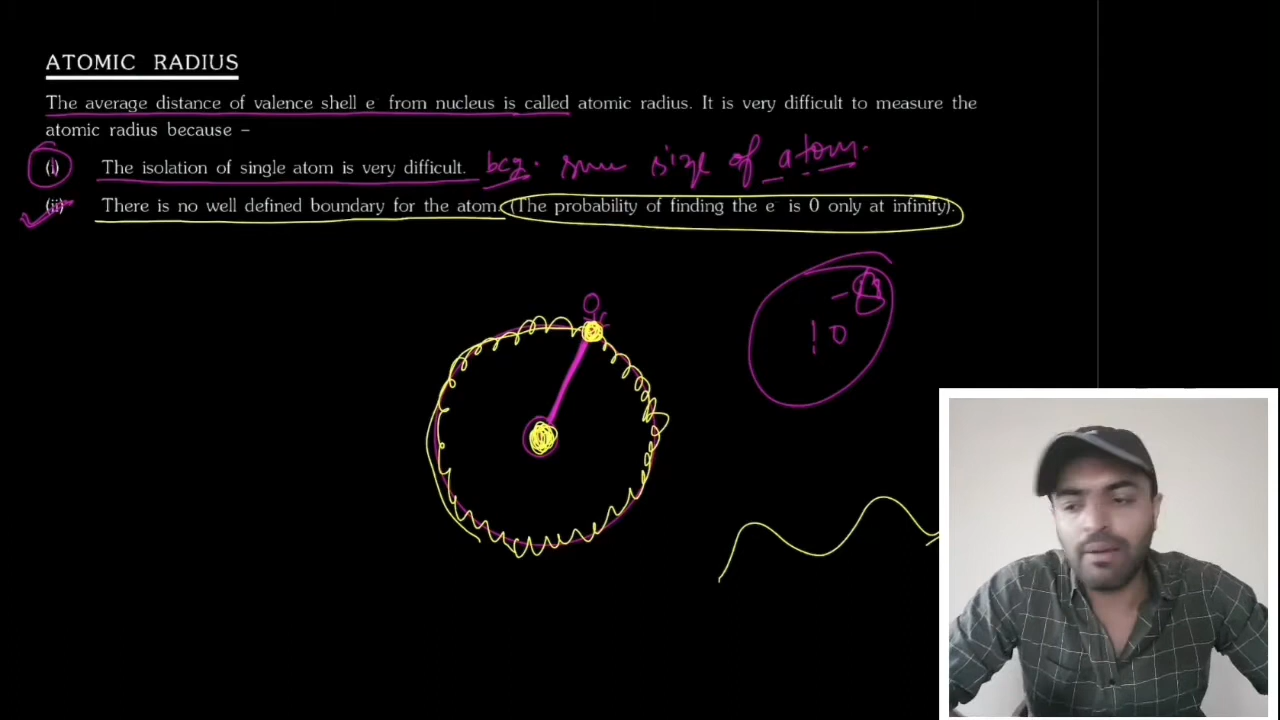 ATOMIC RADIUS
The average distance of valence shell e from nucleus is called atomic radius. It is very difficult to measure the
atomic radius because –
(i) The isolation of single atom is very difficult. bcz. size of atom.
(ii) There is no well defined boundary for the atom. (The probability of finding the e is 0 only at infinity).
10